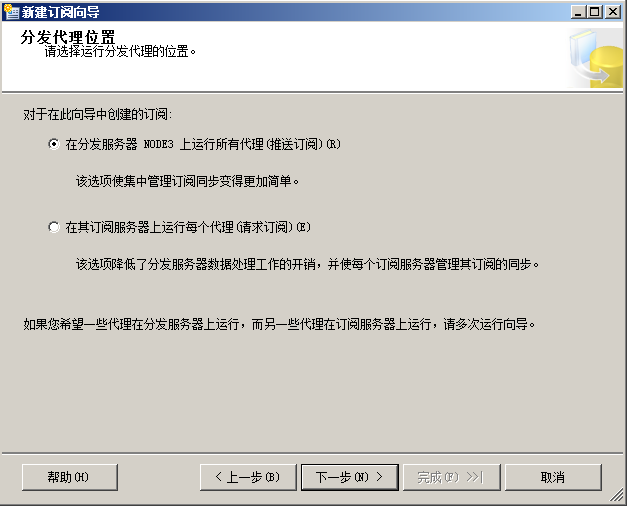 新建订阅向导
分发代理位置
请选择运行分发代理的位置。
对于在此向导中创建的订阅:
在分发服务器 NODE3 上运行所有代理(推送订阅)(R)
该选项使集中管理订阅同步变得更加简单。
在其订阅服务器上运行每个代理(请求订阅)(E)
该选项降低了分发服务器数据处理工作的开销，并使每个订阅服务器管理其订阅的同步。
如果您希望一些代理在分发服务器上运行，而另一些代理在订阅服务器上运行，请多次运行向导。
帮助(H) < 上一步(B) 下一步(N) > 完成(F) >>| 取消